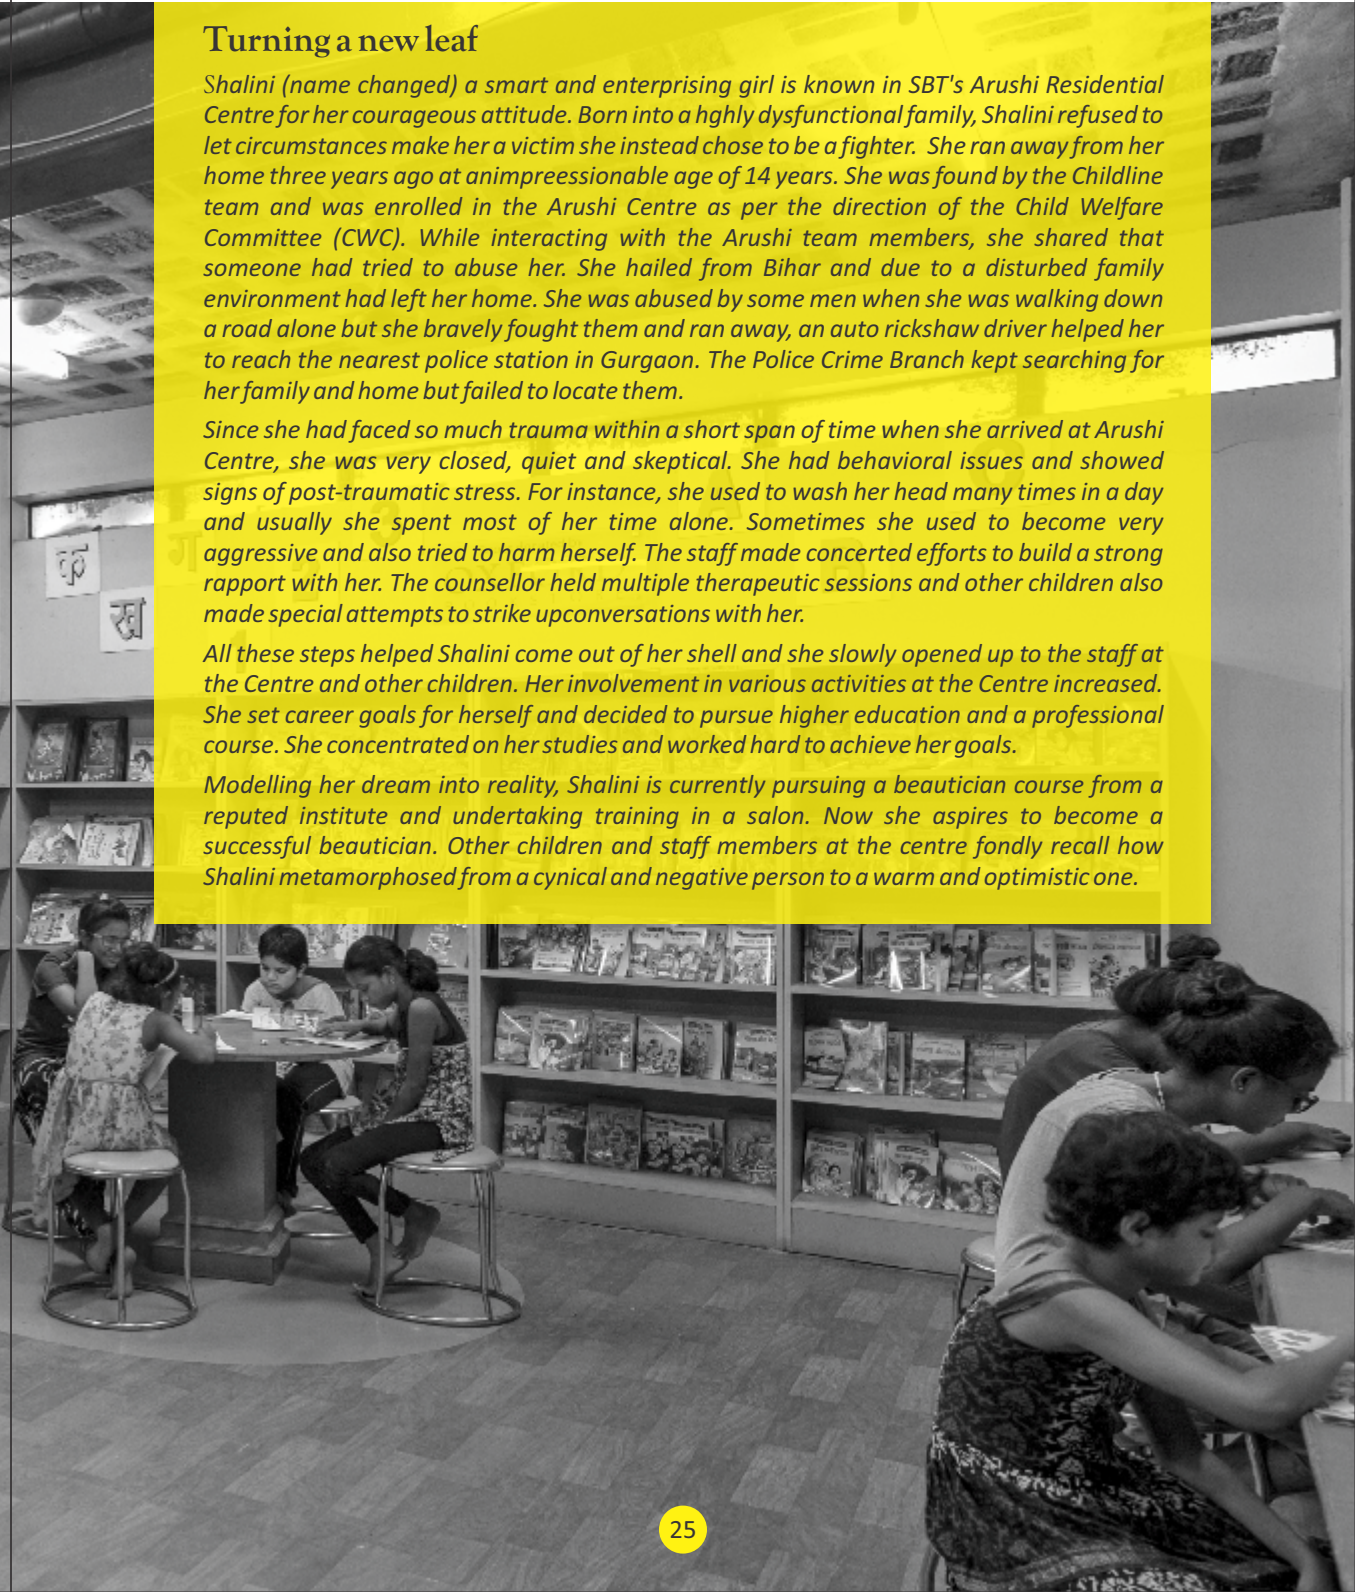 Turning a new leaf
Shalini (name changed) a smart and enterprising girl is known in SBT's Arushi Residential
Centre for her courageous attitude. Born into a hghly dysfunctional family, Shalini refused to
let circumstances make her a victim she instead chose to be a fighter. She ran away from her
home three years ago at animpreessionable age of 14 years. She was found by the Childline
team and was enrolled in the Arushi Centre as per the direction of the Child Welfare
Committee (CWC). While interacting with the Arushi team members, she shared that
someone had tried to abuse her. She hailed from Bihar and due to a disturbed family
environment had left her home. She was abused by some men when she was walking down
a road alone but she bravely fought them and ran away, an auto rickshaw driver helped her
to reach the nearest police station in Gurgaon. The Police Crime Branch kept searching for
her family and home but failed to locate them.
Since she had faced so much trauma within a short span of time when she arrived at Arushi
Centre, she was very closed, quiet and skeptical. She had behavioral issues and showed
signs of post-traumatic stress. For instance, she used to wash her head many times in a day
and usually she spent most of her time alone. Sometimes she used to become very
aggressive and also tried to harm herself. The staff made concerted efforts to build a strong
rapport with her. The counsellor held multiple therapeutic sessions and other children also
made special attempts to strike upconversations with her.
All these steps helped Shalini come out of her shell and she slowly opened up to the staff at
the Centre and other children. Her involvement in various activities at the Centre increased.
She set career goals for herself and decided to pursue higher education and a professional
course. She concentrated on her studies and worked hard to achieve her goals.
Modelling her dream into reality, Shalini is currently pursuing a beautician course from a
reputed institute and undertaking training in a salon. Now she aspires to become a
successful beautician. Other children and staff members at the centre fondly recall how
Shalini metamorphosed from a cynical and negative person to a warm and optimistic one.
क
ख
25